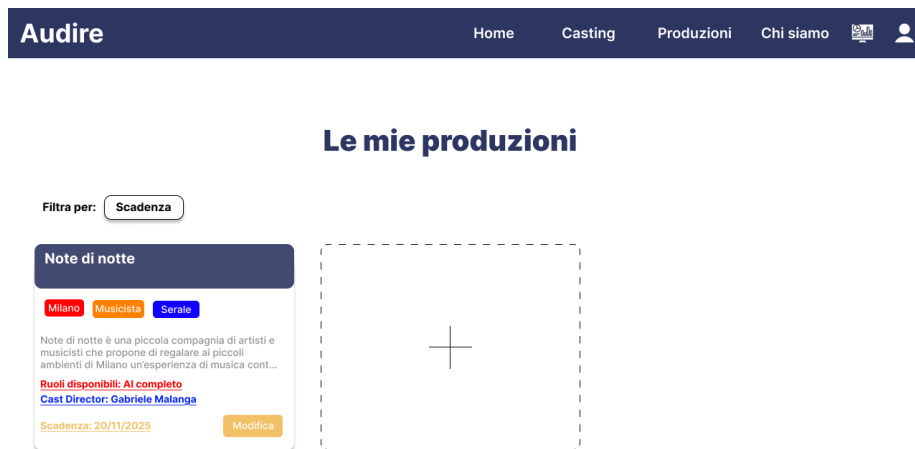 Audire
Home Casting Produzioni Chi siamo
Le mie produzioni
Filtra per: Scadenza
Note di notte
Milano Musicista Serale
Note di notte è una piccola compagnia di artisti e
musicisti che propone di regalare ai piccoli
ambienti di Milano un'esperienza di musica cont...
Ruoli disponibili: Al completo
Cast Director: Gabriele Malanga
Scadenza: 20/11/2025 Modifica